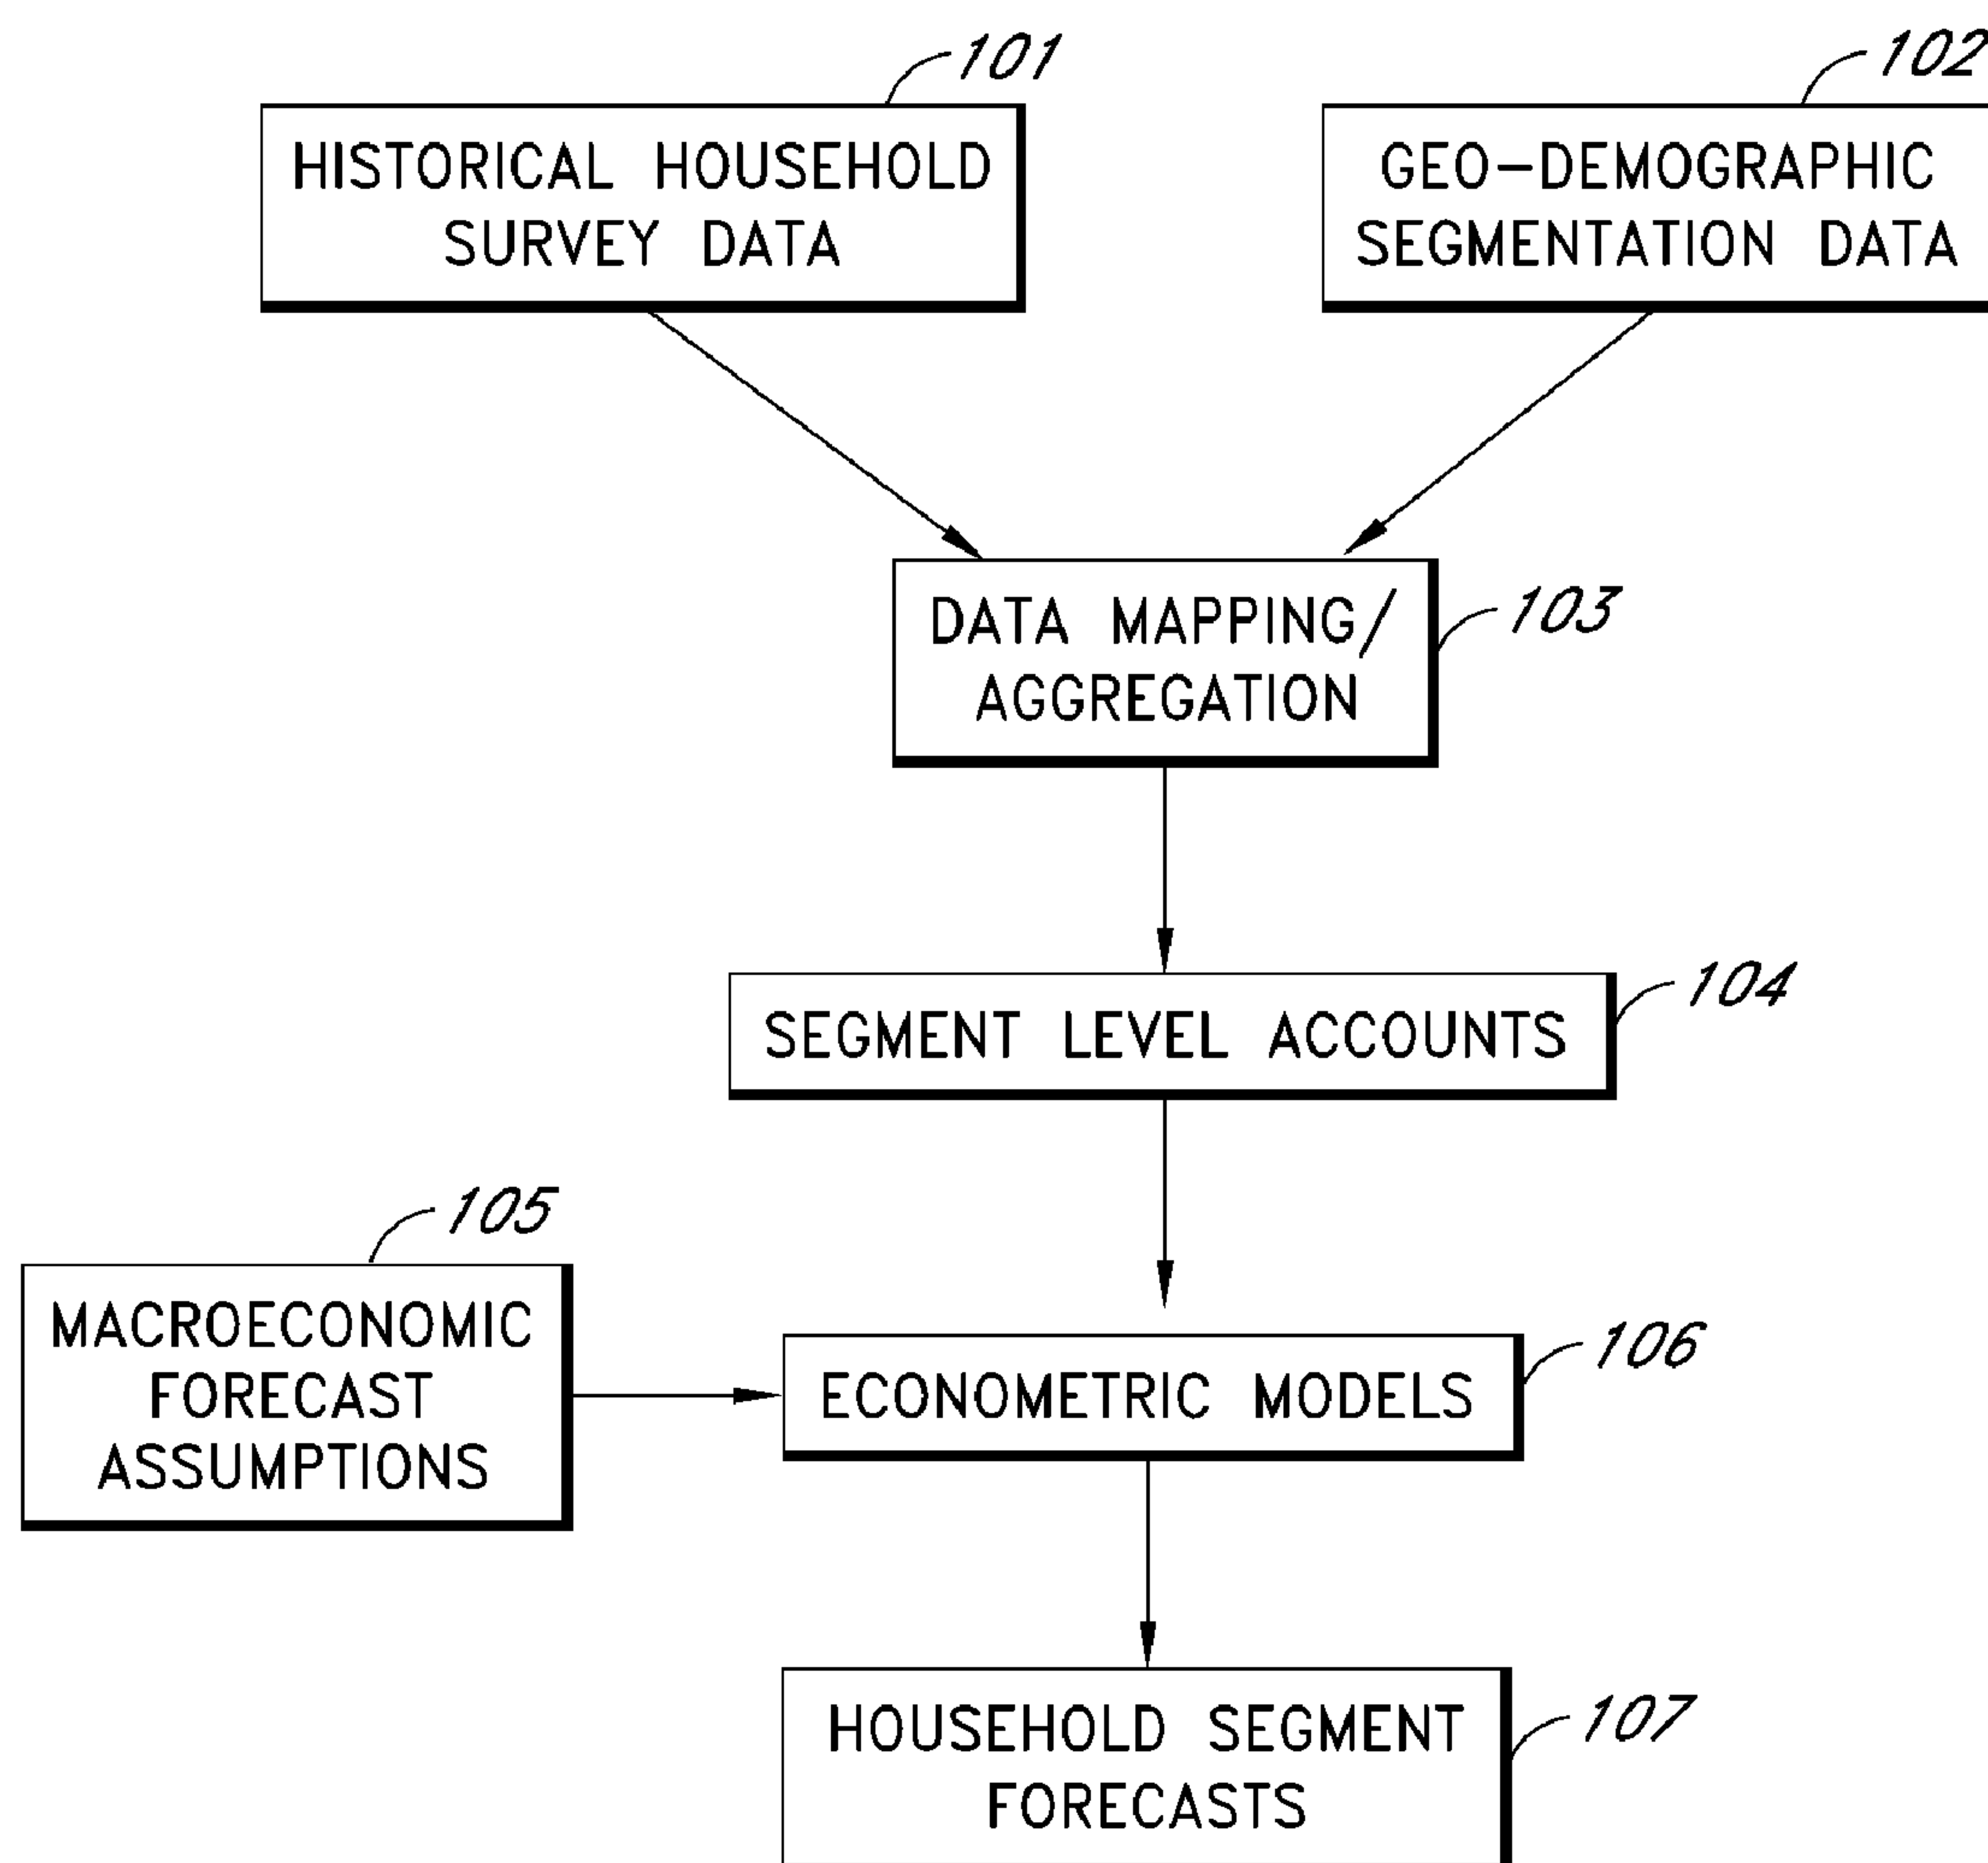 101
HISTORICAL HOUSEHOLD
SURVEY DATA
102
GEO-DEMOGRAPHIC
SEGMENTATION DATA
103
DATA MAPPING/
AGGREGATION
104
SEGMENT LEVEL ACCOUNTS
105
MACROECONOMIC
FORECAST
ASSUMPTIONS
106
ECONOMETRIC MODELS
107
HOUSEHOLD SEGMENT
FORECASTS